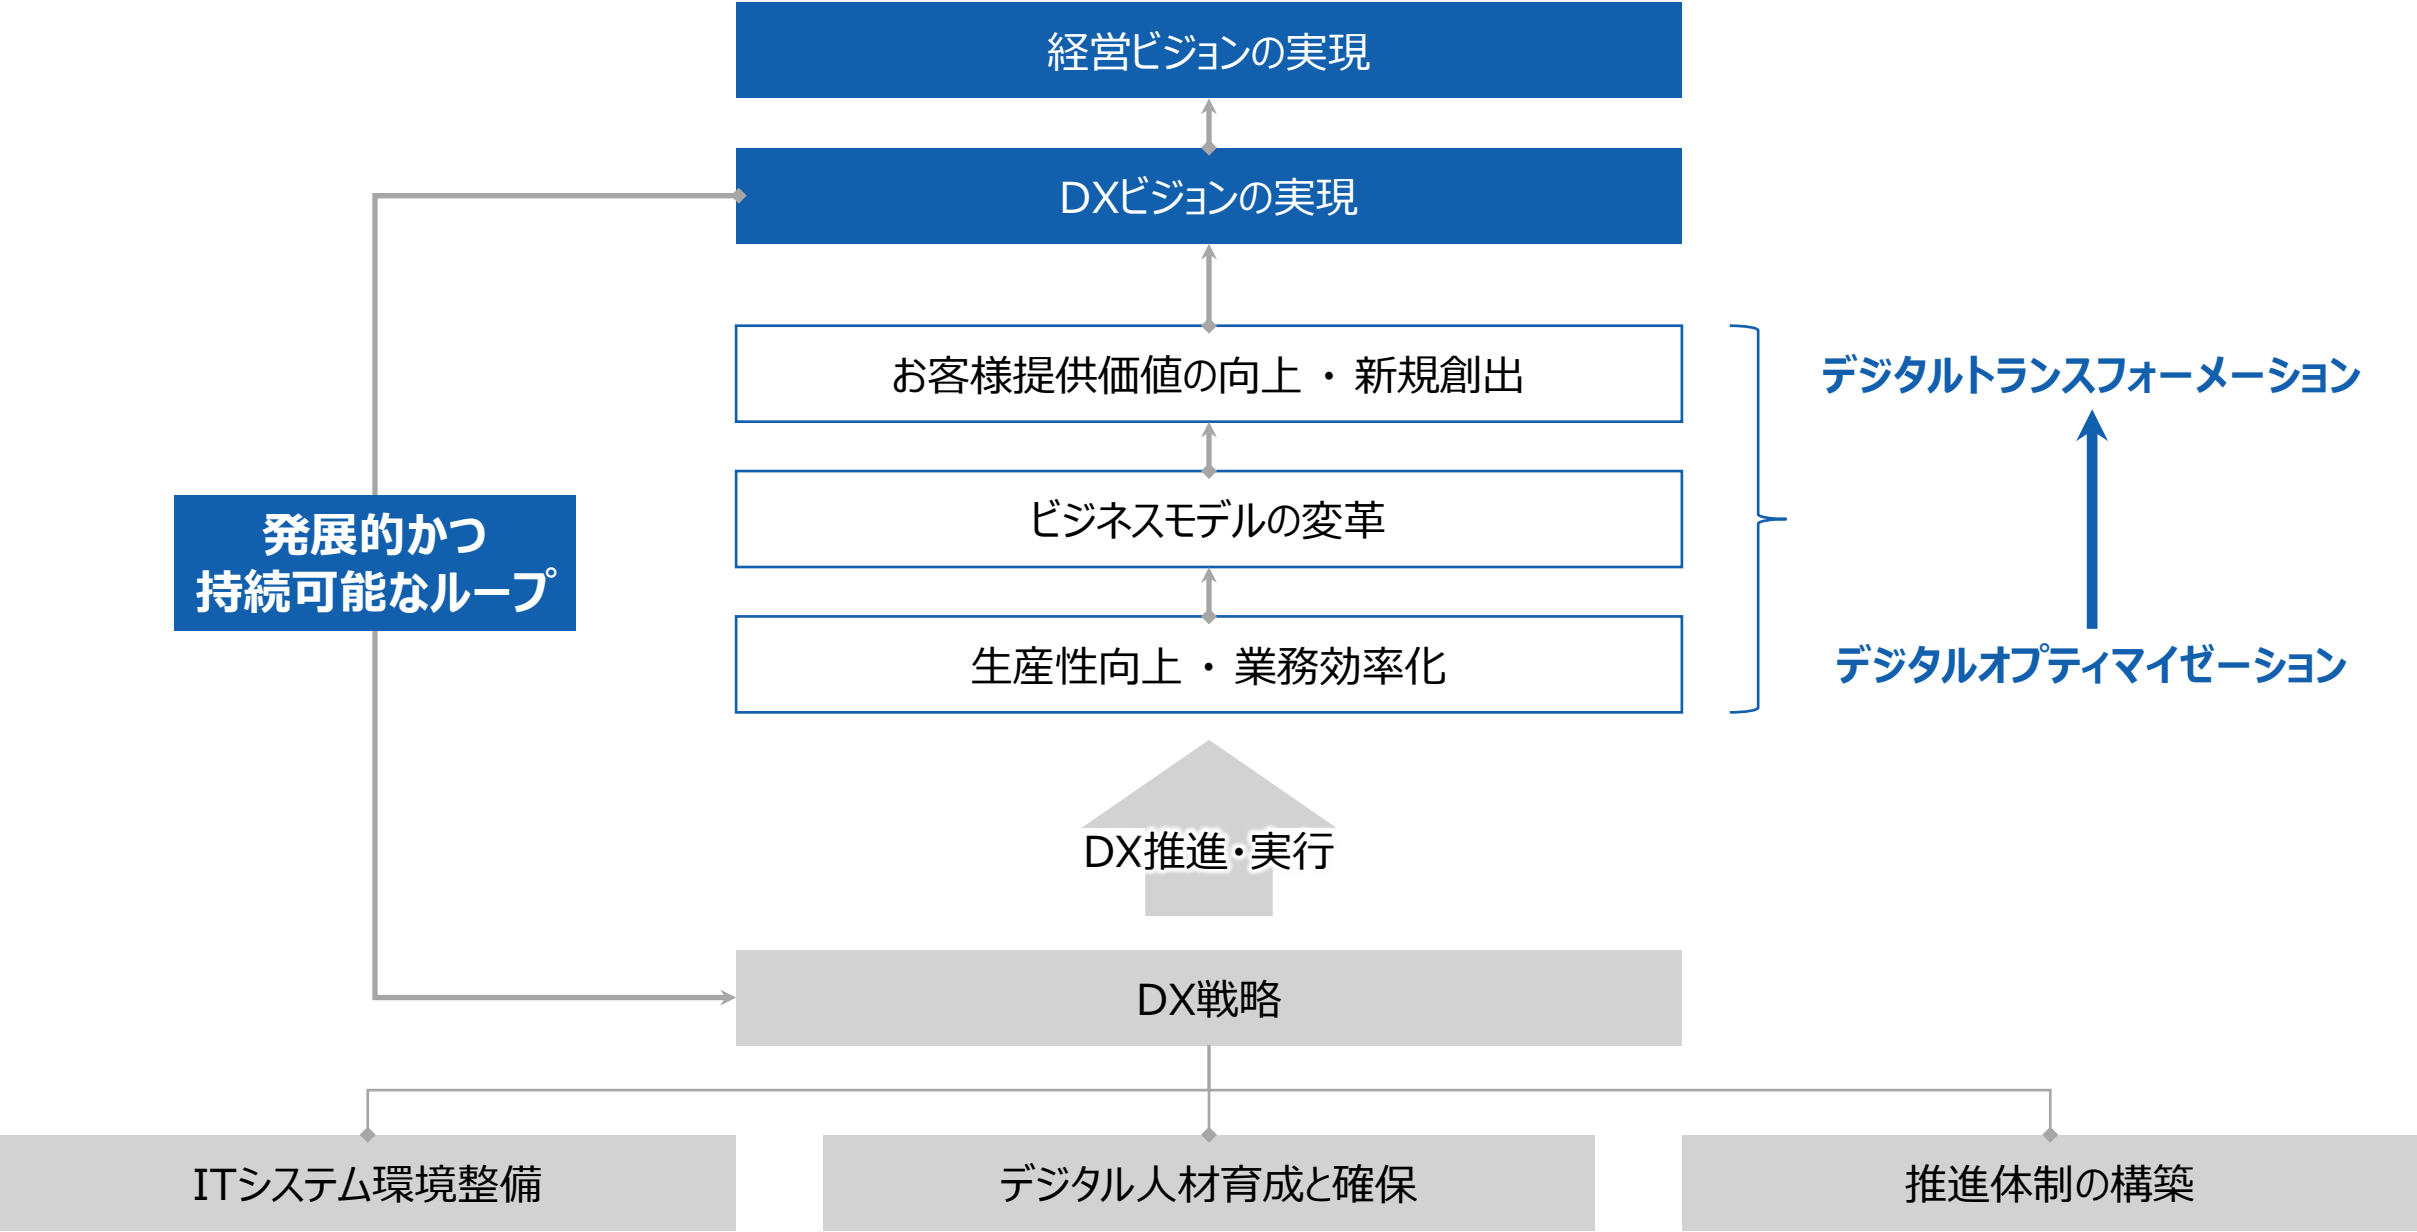 経営ビジョンの実現
DXビジョンの実現
お客様提供価値の向上 ・ 新規創出
デジタルトランスフォーメーション
ビジネスモデルの変革
発展的かつ
持続可能なループ
生産性向上 ・ 業務効率化
デジタルオプティマイゼーション
DX推進・実行
DX戦略
ITシステム環境整備
デジタル人材育成と確保
推進体制の構築